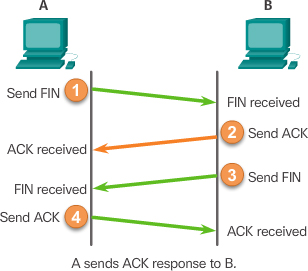 A B
Send FIN 1
FIN received
2 Send ACK
ACK received
3 Send FIN
FIN received
Send ACK 4
ACK received
A sends ACK response to B.